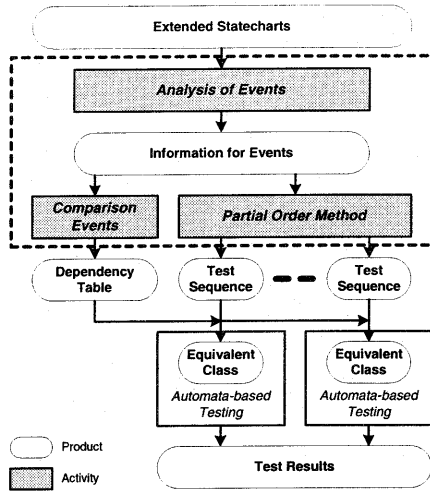 Extended Statecharts
Analysis of Events
Information for Events
Comparison
Events
Partial Order Method
Dependency
Table
Test
Sequence
Test
Sequence
Equivalent
Class
Automata-based
Testing
Equivalent
Class
Automata-based
Testing
Product
Activity
Test Results